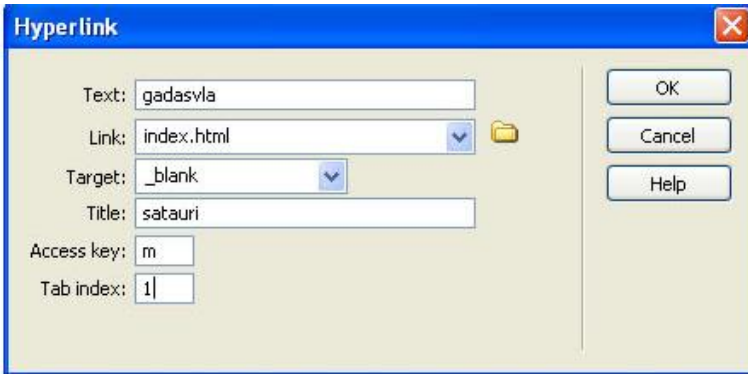 Hyperlink
Text: gadasvla
OK
Link: index.html
Cancel
Target: _blank
Help
Title: satauri
Access key: m
Tab index: 1